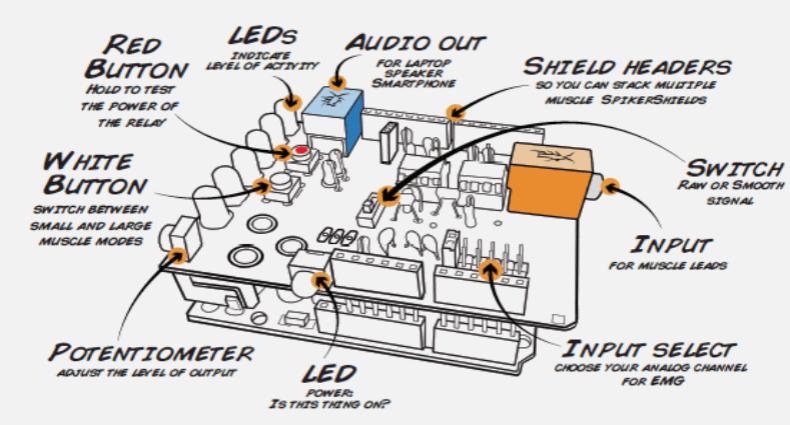 RED
BUTTON
HOLD TO TEST
THE POWER OF
THE RELAY
LEDs
INDICATE
LEVEL OF ACTIVITY
AUDIO OUT
FOR LAPTOP
SPEAKER
SMARTPHONE
SHIELD HEADERS
SO YOU CAN STACK MULTIPLE
MUSCLE SPIKERSHIELDS
WHITE
BUTTON
SWITCH BETWEEN
SMALL AND LARGE
MUSCLE MODES
SWITCH
RAW OR SMOOTH
SIGNAL
INPUT
FOR MUSCLE LEADS
POTENTIOMETER
ADJUST THE LEVEL OF OUTPUT
LED
POWER:
IS THIS THING ON?
INPUT SELECT
CHOOSE YOUR ANALOG CHANNEL
FOR EMG